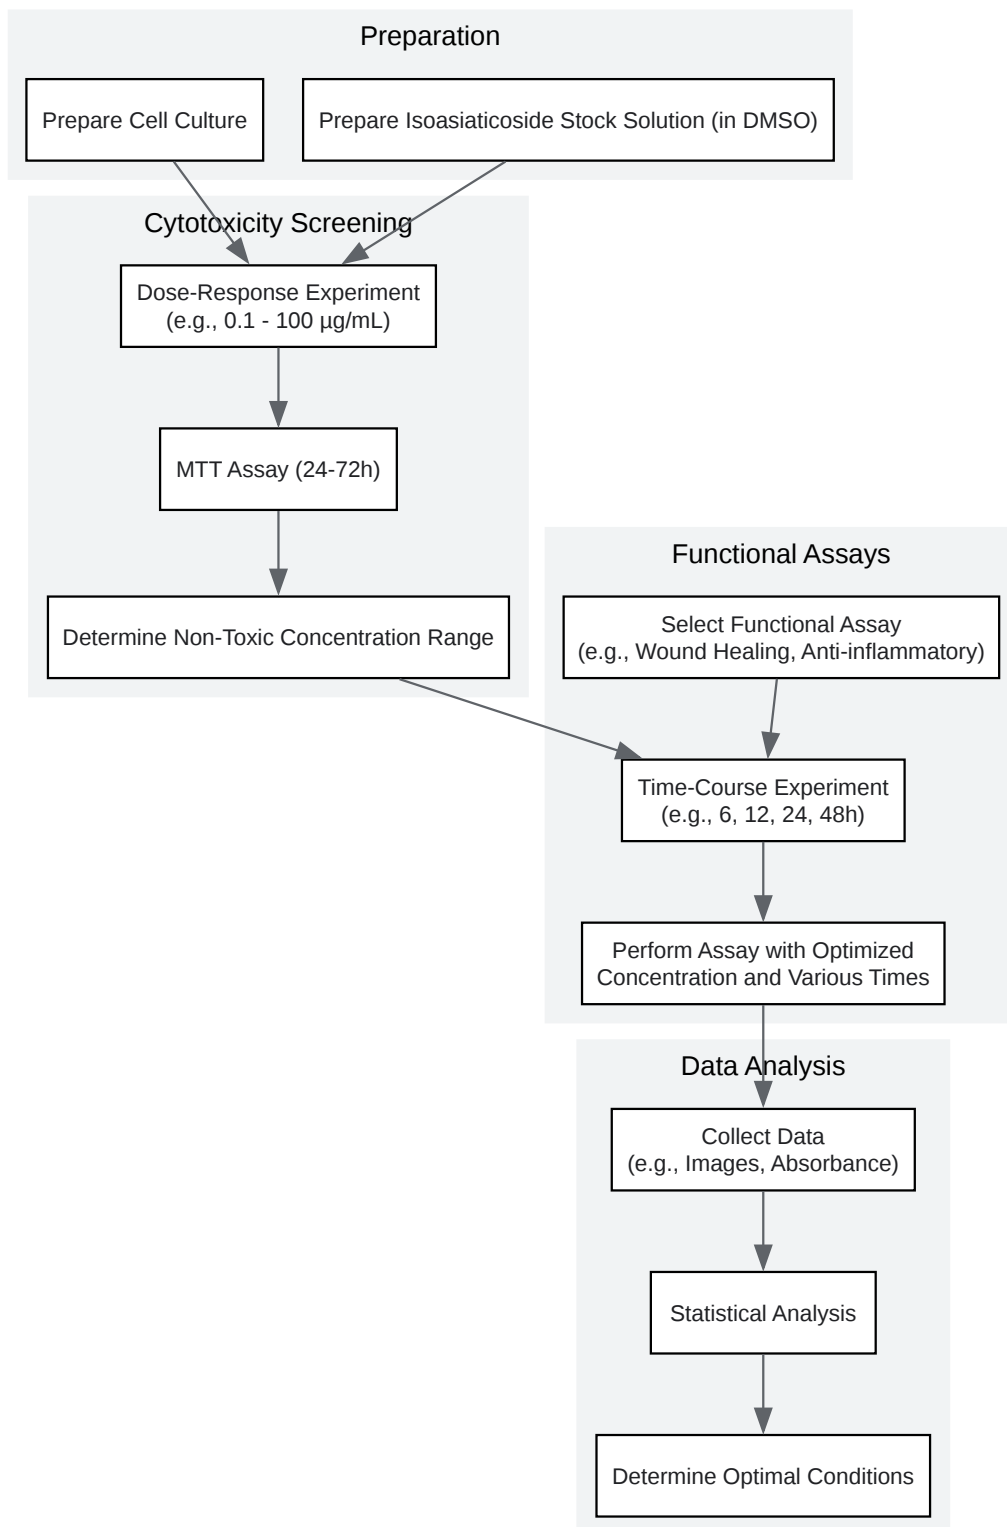 Preparation
Prepare Cell Culture
Prepare Isoasiaticoside Stock Solution (in DMSO)
Cytotoxicity Screening
Dose-Response Experiment
(e.g., 0.1 - 100 µg/mL)
MTT Assay (24-72h)
Determine Non-Toxic Concentration Range
Functional Assays
Select Functional Assay
(e.g., Wound Healing, Anti-inflammatory)
Time-Course Experiment
(e.g., 6, 12, 24, 48h)
Perform Assay with Optimized
Concentration and Various Times
Data Analysis
Collect Data
(e.g., Images, Absorbance)
Statistical Analysis
Determine Optimal Conditions